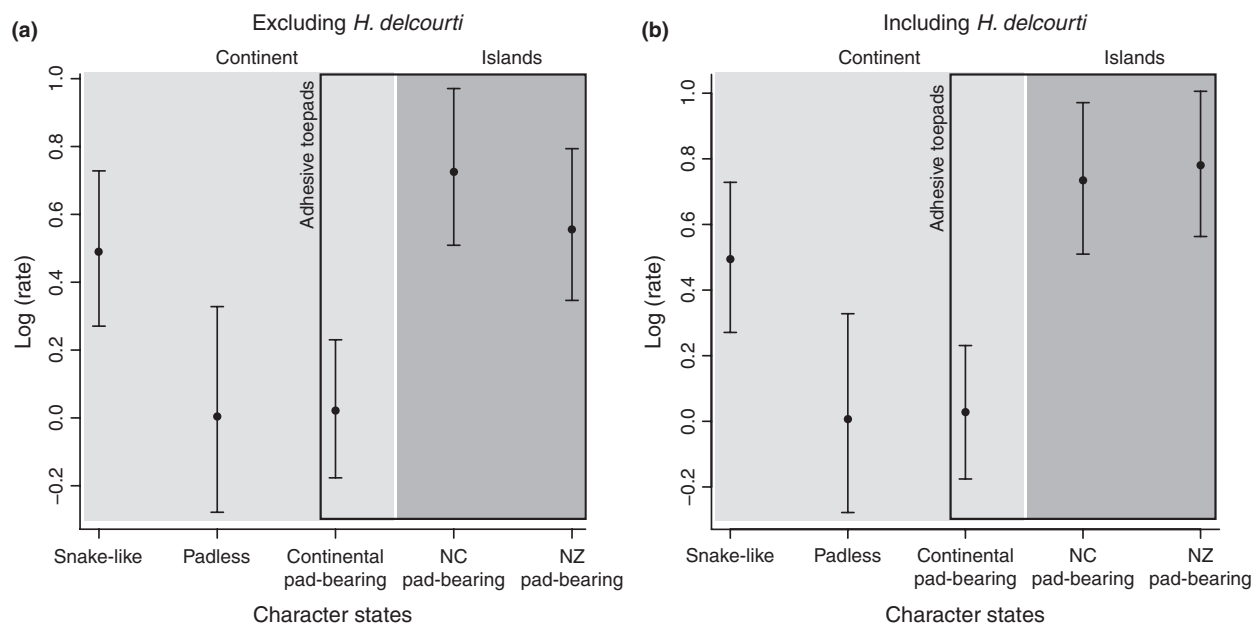 (a)
Excluding H. delcourti
Continent
Islands
Adhesive toepads
Log (rate)
1.0
0.8
0.6
0.4
0.2
0.0
−0.2
Snake-like
Padless
Continental
pad-bearing
NC
pad-bearing
NZ
pad-bearing
Character states
(b)
Including H. delcourti
Continent
Islands
Adhesive toepads
Log (rate)
1.0
0.8
0.6
0.4
0.2
0.0
−0.2
Snake-like
Padless
Continental
pad-bearing
NC
pad-bearing
NZ
pad-bearing
Character states